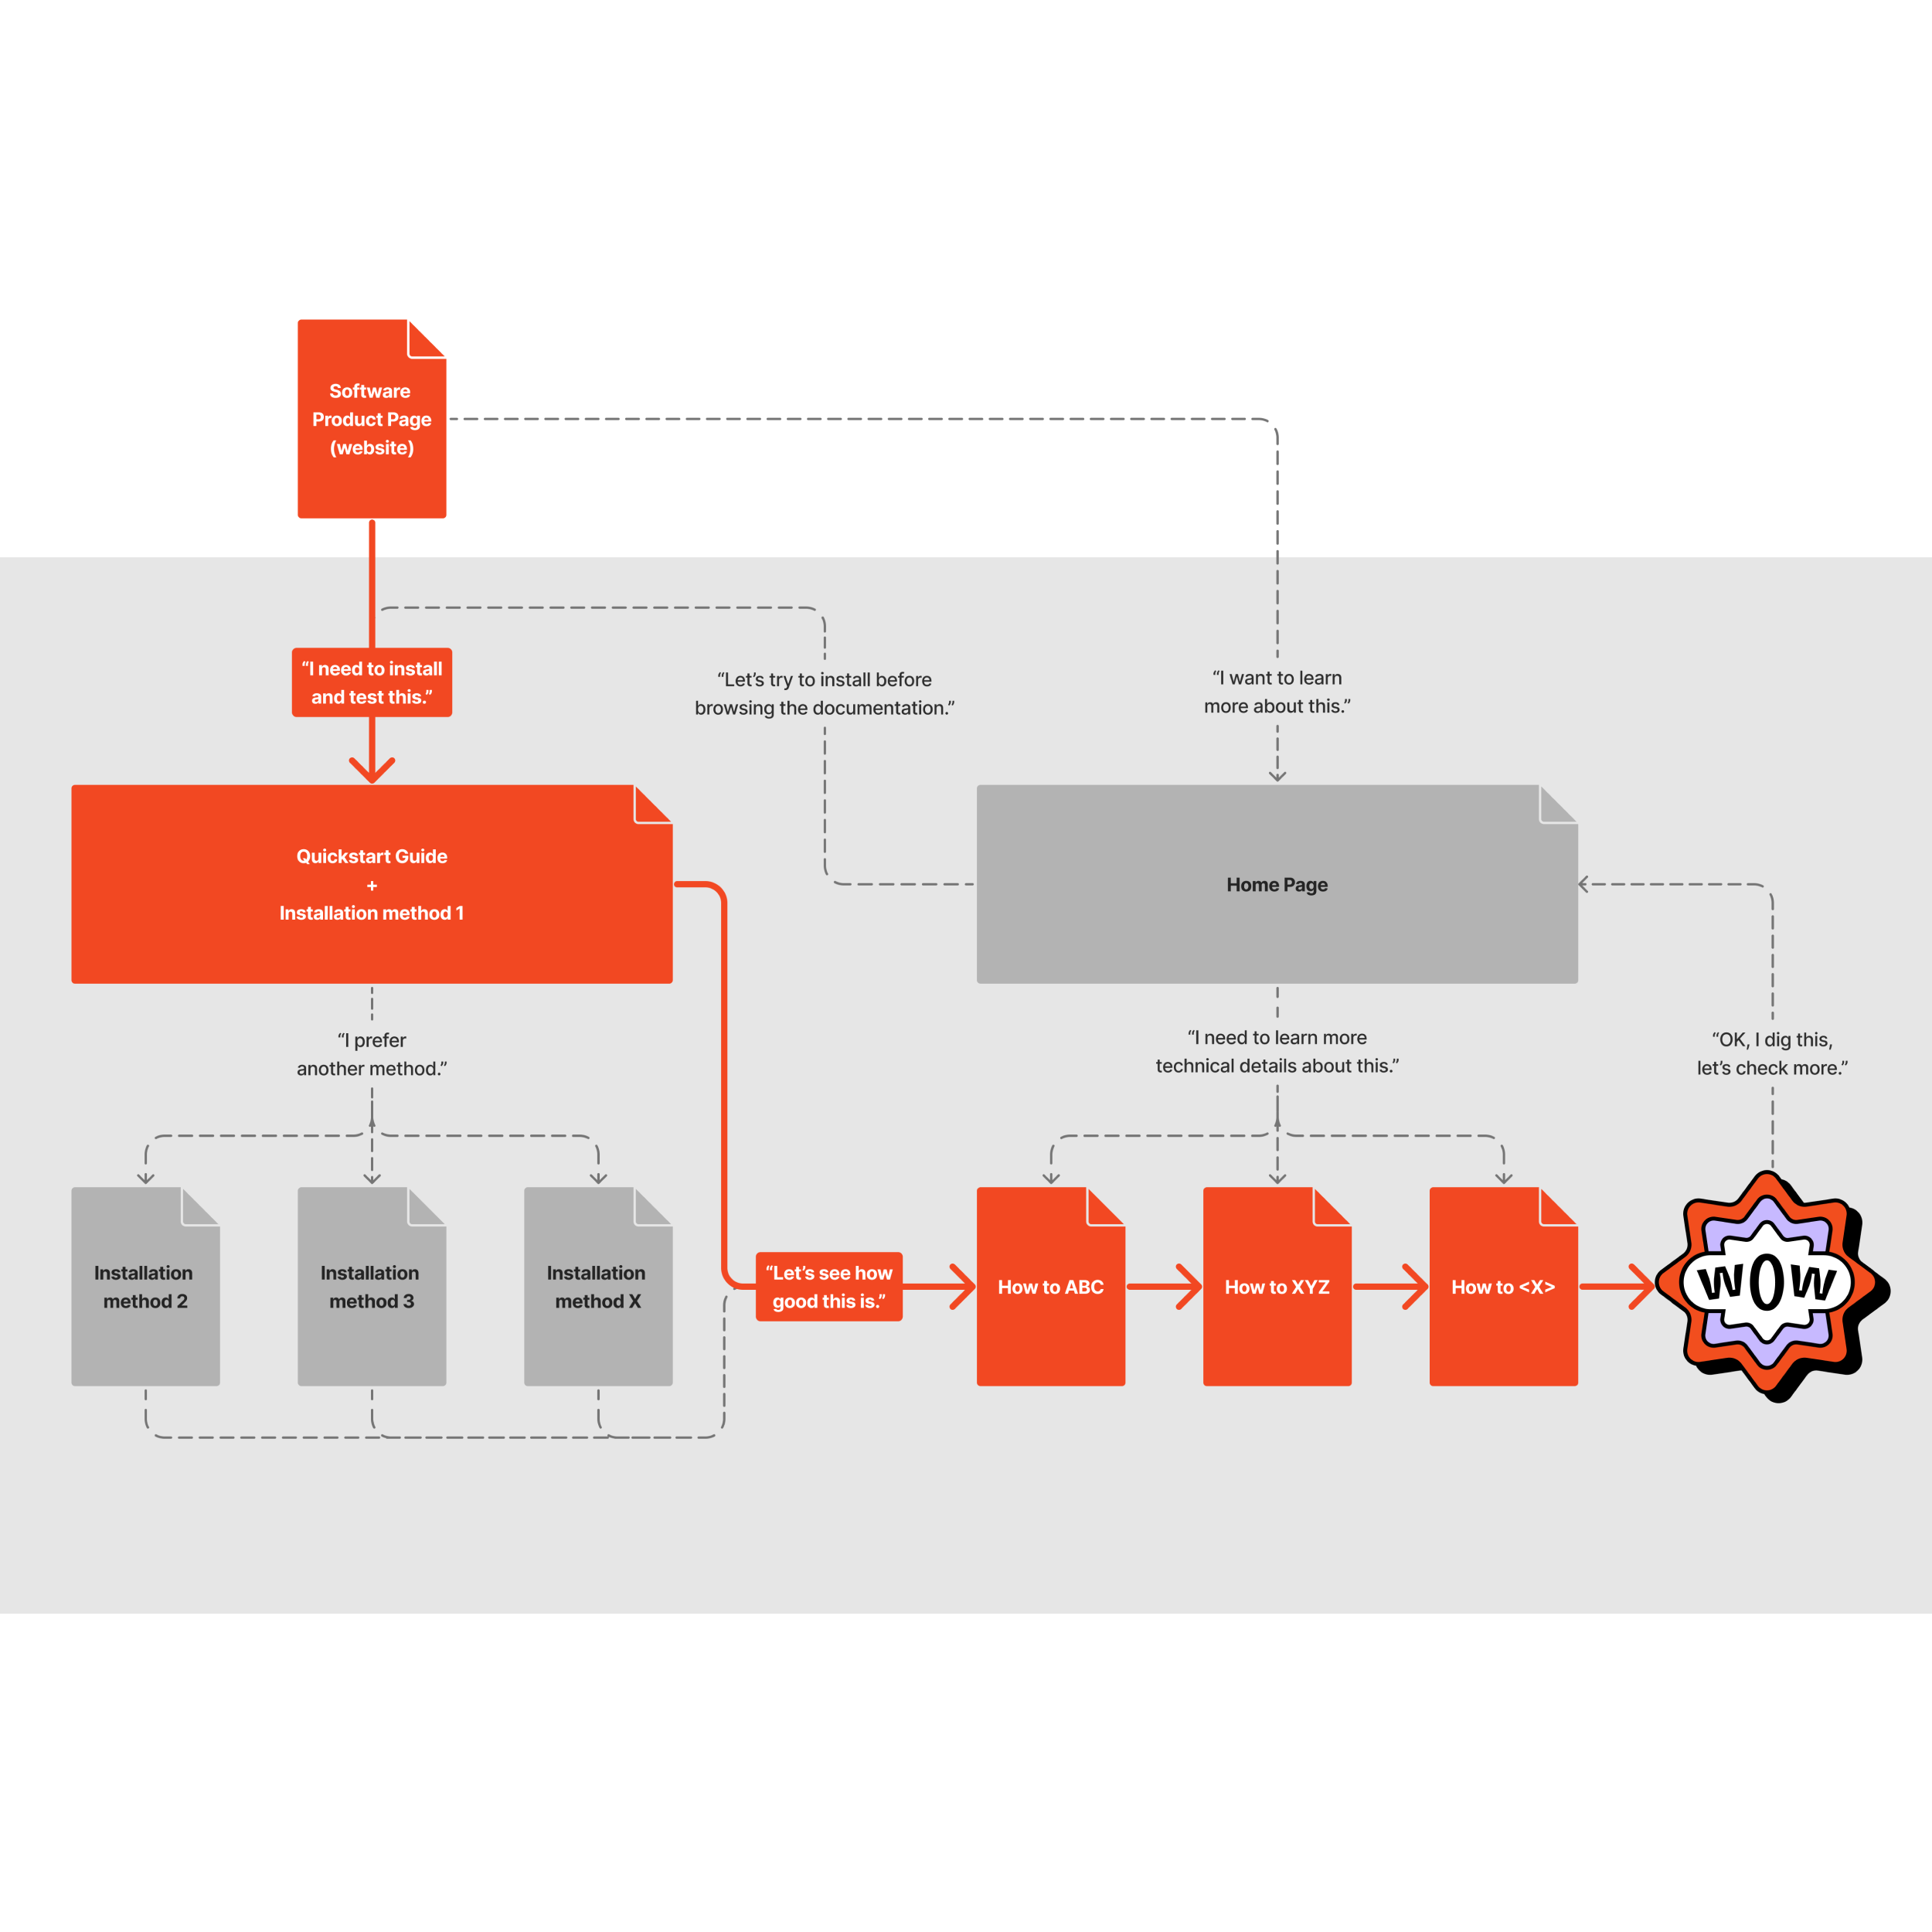 Software
Product Page
(website)
“I need to install
and test this.”
“Let’s try to install before
browsing the documentation.”
“I want to learn
more about this.”
Quickstart Guide
+
Installation method 1
Home Page
“I prefer
another method.”
“I need to learn more
technical details about this.”
“OK, I dig this,
let’s check more.”
Installation
method 2
Installation
method 3
Installation
method X
“Let’s see how
good this is.”
How to ABC
How to XYZ
How to <X>
WOW